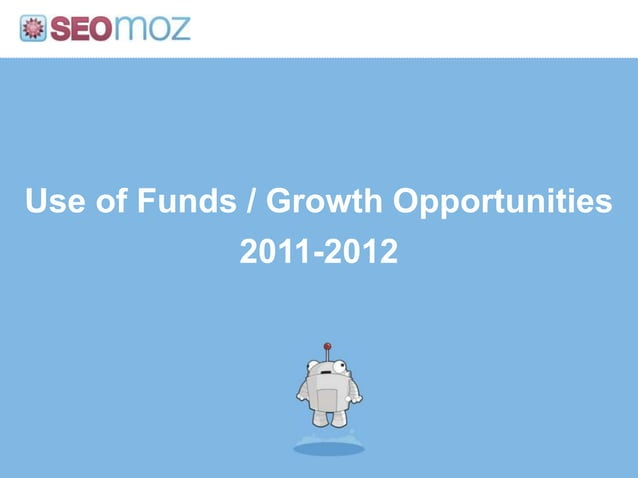 SEOmoz
Use of Funds / Growth Opportunities
2011-2012